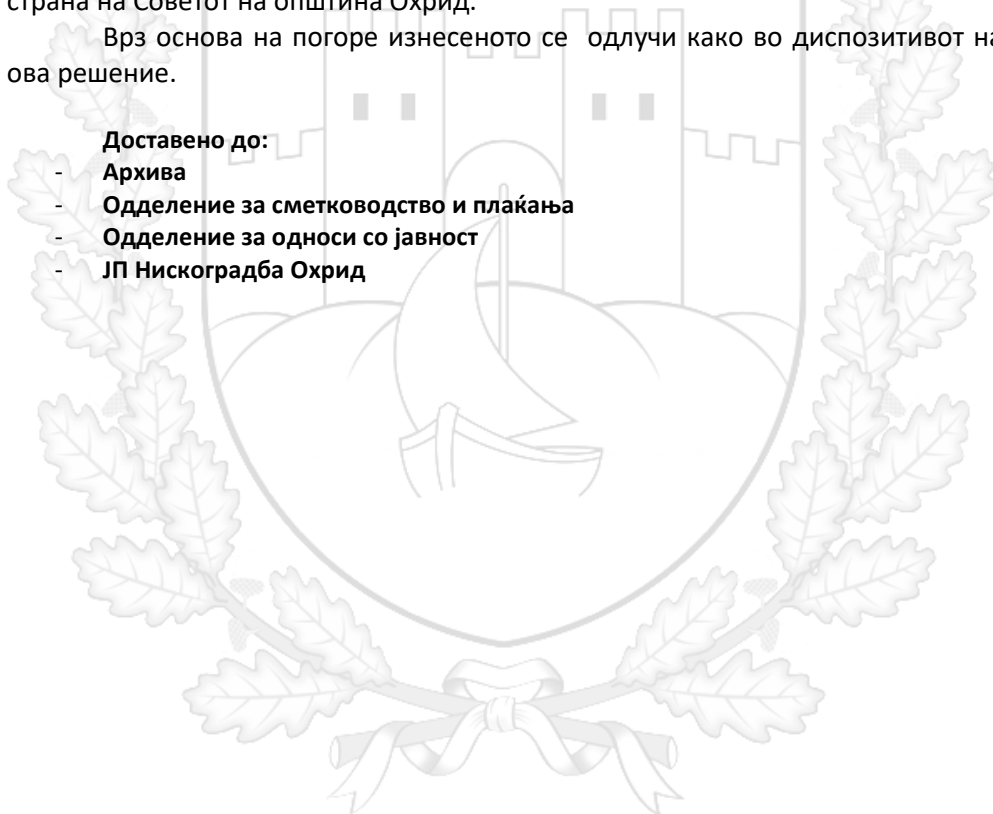 страна на Советот на општина Охрид.
Врз основа на погоре изнесеното се одлучи како во диспозитивот на
ова решение.
Доставено до:
- Архива
- Одделение за сметководство и плаќања
- Одделение за односи со јавност
- ЈП Нискоградба Охрид